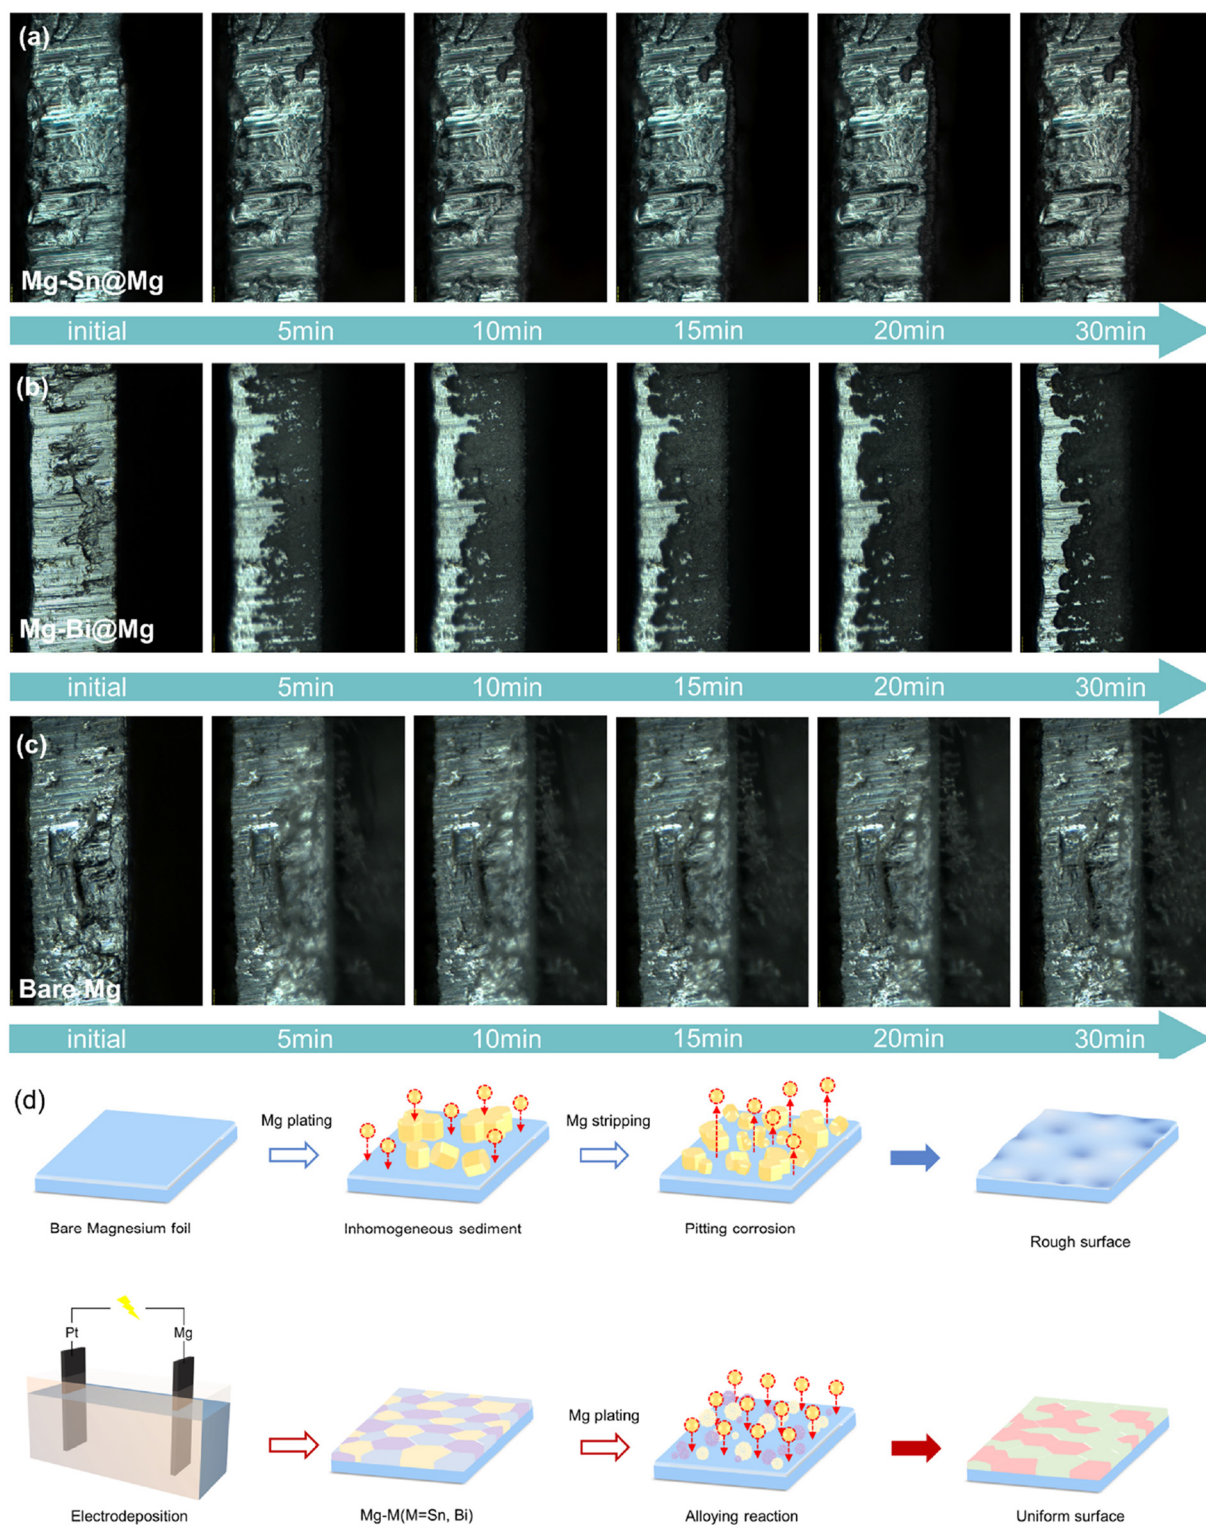 (a)
Mg-Sn@Mg
initial 5min 10min 15min 20min 30min
(b)
Mg-Bi@Mg
initial 5min 10min 15min 20min 30min
(c)
Bare Mg
initial 5min 10min 15min 20min 30min
(d)
Mg plating
Mg stripping
Bare Magnesium foil
Inhomogeneous sediment
Pitting corrosion
Rough surface
Pt
Mg
Mg plating
Electrodeposition
Mg-M(M=Sn, Bi)
Alloying reaction
Uniform surface